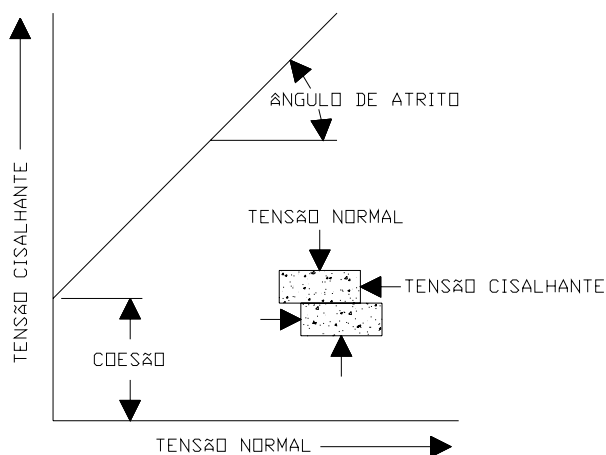 TENSÃO CISALHANTE
ÂNGULO DE ATRITO
TENSÃO NORMAL
TENSÃO CISALHANTE
COESÃO
TENSÃO NORMAL